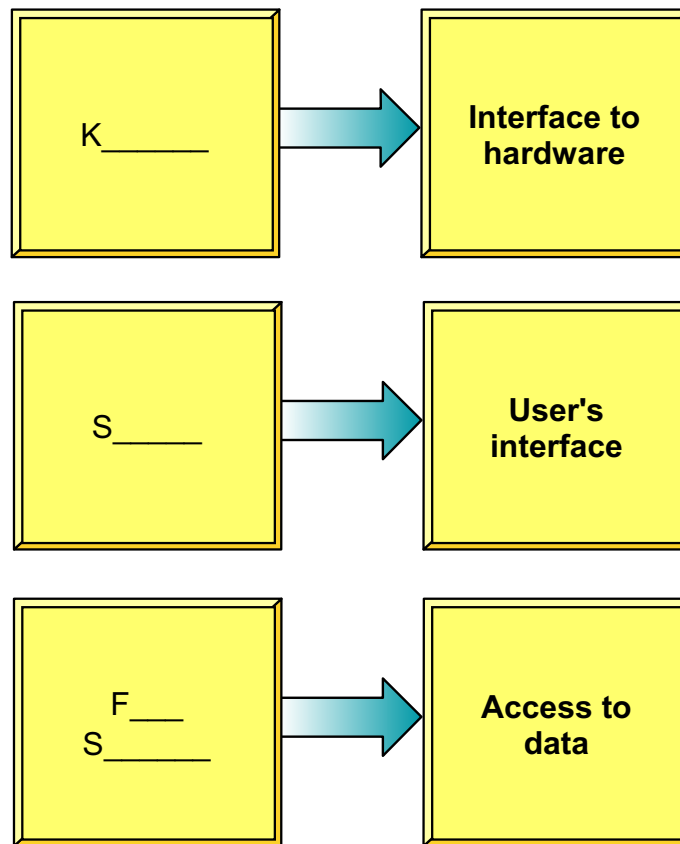 K______
Interface to
hardware
S_____
User's
interface
F___
S______
Access to
data